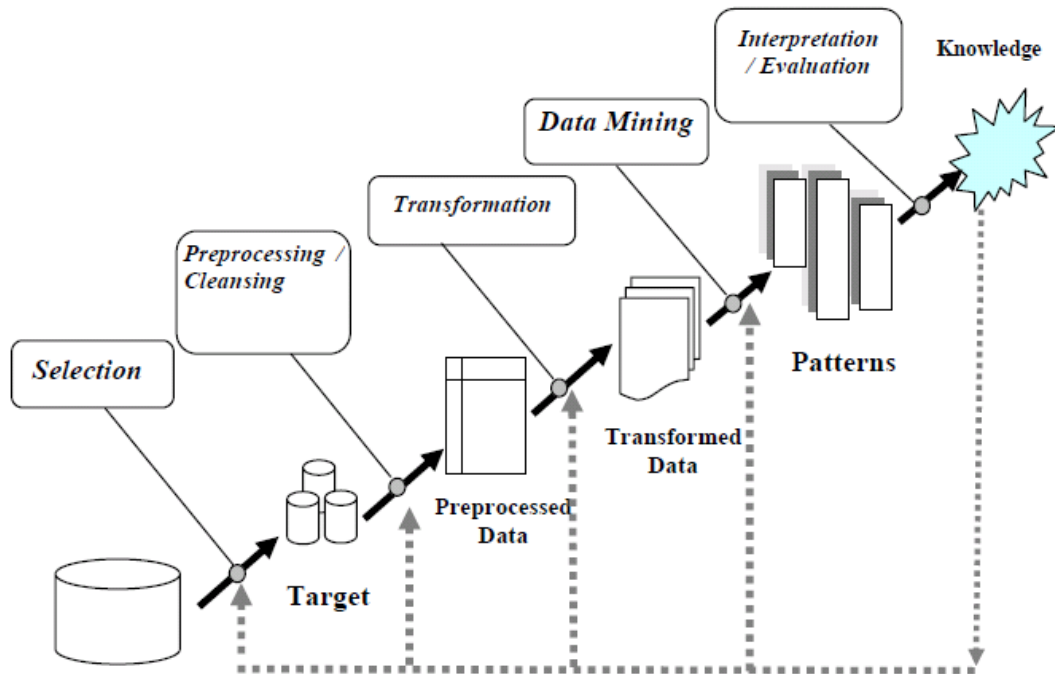 Interpretation
/ Evaluation
Knowledge
Data Mining
Transformation
Preprocessing /
Cleansing
Selection
Patterns
Transformed
Data
Preprocessed
Data
Target